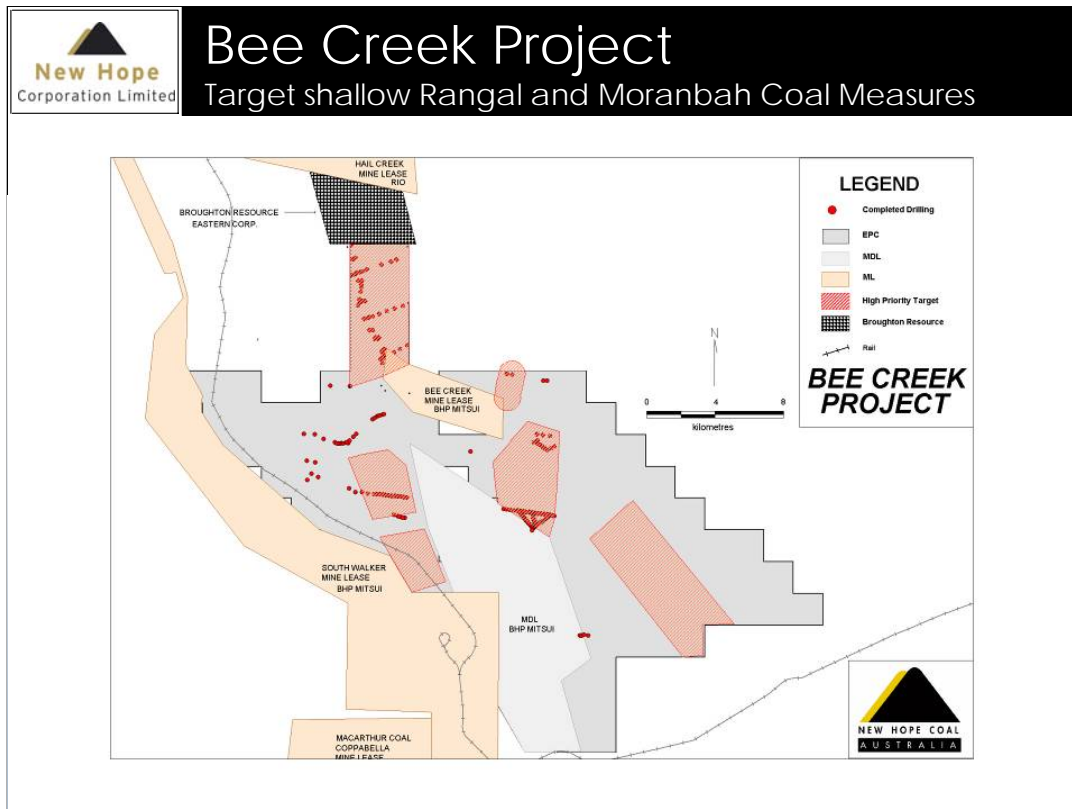 New Hope
Corporation Limited
Bee Creek Project
Target shallow Rangal and Moranbah Coal Measures
HAIL CREEK
MINE LEASE
RIO
BROUGHTON RESOURCE
EASTERN CORP.
LEGEND
Completed Drilling
EPC
MDL
ML
High Priority Target
Broughton Resource
Rail
BEE CREEK
PROJECT
N
0 4 8
kilometres
BEE CREEK
MINE LEASE
BHP MITSUI
SOUTH WALKER
MINE LEASE
BHP MITSUI
MDL
BHP MITSUI
MACARTHUR COAL
COPPABELLA
MINE LEASE
NEW HOPE COAL
AUSTRALIA